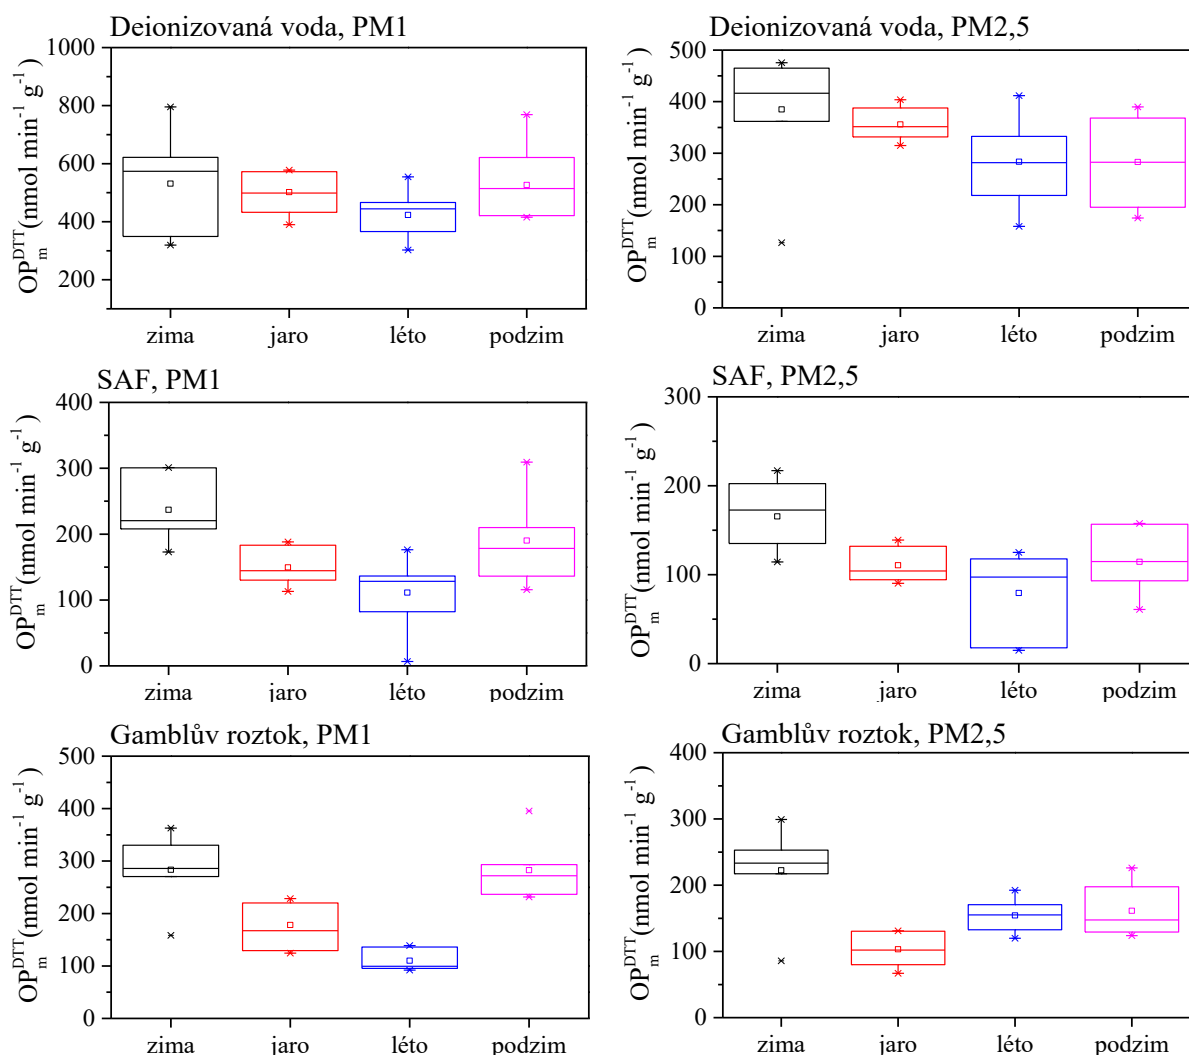 Deionizovaná voda, PM1
OP_m^DTT (nmol min⁻¹ g⁻¹)
1000
800
600
400
200
zima jaro léto podzim
Deionizovaná voda, PM2,5
OP_m^DTT (nmol min⁻¹ g⁻¹)
500
400
300
200
100
0
zima jaro léto podzim
SAF, PM1
OP_m^DTT (nmol min⁻¹ g⁻¹)
400
300
200
100
0
zima jaro léto podzim
SAF, PM2,5
OP_m^DTT (nmol min⁻¹ g⁻¹)
300
200
100
0
zima jaro léto podzim
Gamblův roztok, PM1
OP_m^DTT (nmol min⁻¹ g⁻¹)
500
400
300
200
100
0
zima jaro léto podzim
Gamblův roztok, PM2,5
OP_m^DTT (nmol min⁻¹ g⁻¹)
400
300
200
100
0
zima jaro léto podzim